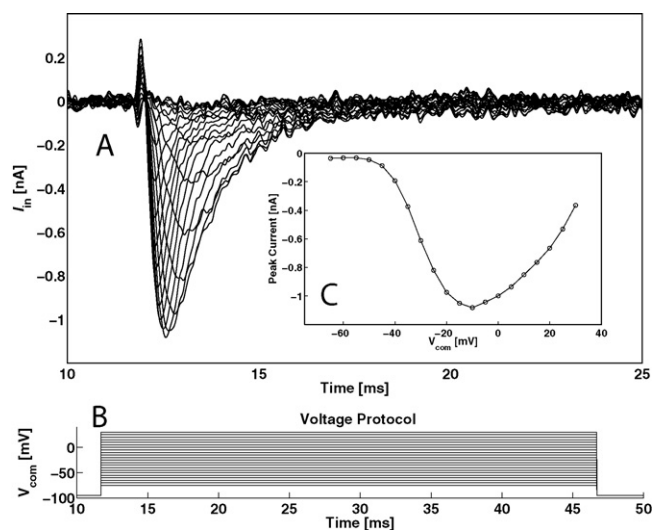 0.2
0
−0.2
−0.4
−0.6
−0.8
−1
I_in [nA]
A
10 15 20 25
Time [ms]
0
−0.2
−0.4
−0.6
−0.8
−1
Peak Current [nA]
C
−60 −40 −20 0 20 40
V_com [mV]
B
Voltage Protocol
0
−50
−100
V_com [mV]
10 15 20 25 30 35 40 45 50
Time [ms]